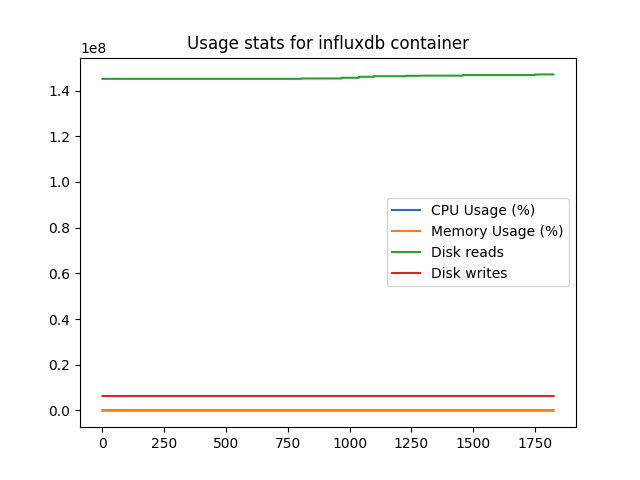 Usage stats for influxdb container
1e8
1.4
1.2
1.0
0.8
0.6
0.4
0.2
0.0
CPU Usage (%)
Memory Usage (%)
Disk reads
Disk writes
0 250 500 750 1000 1250 1500 1750